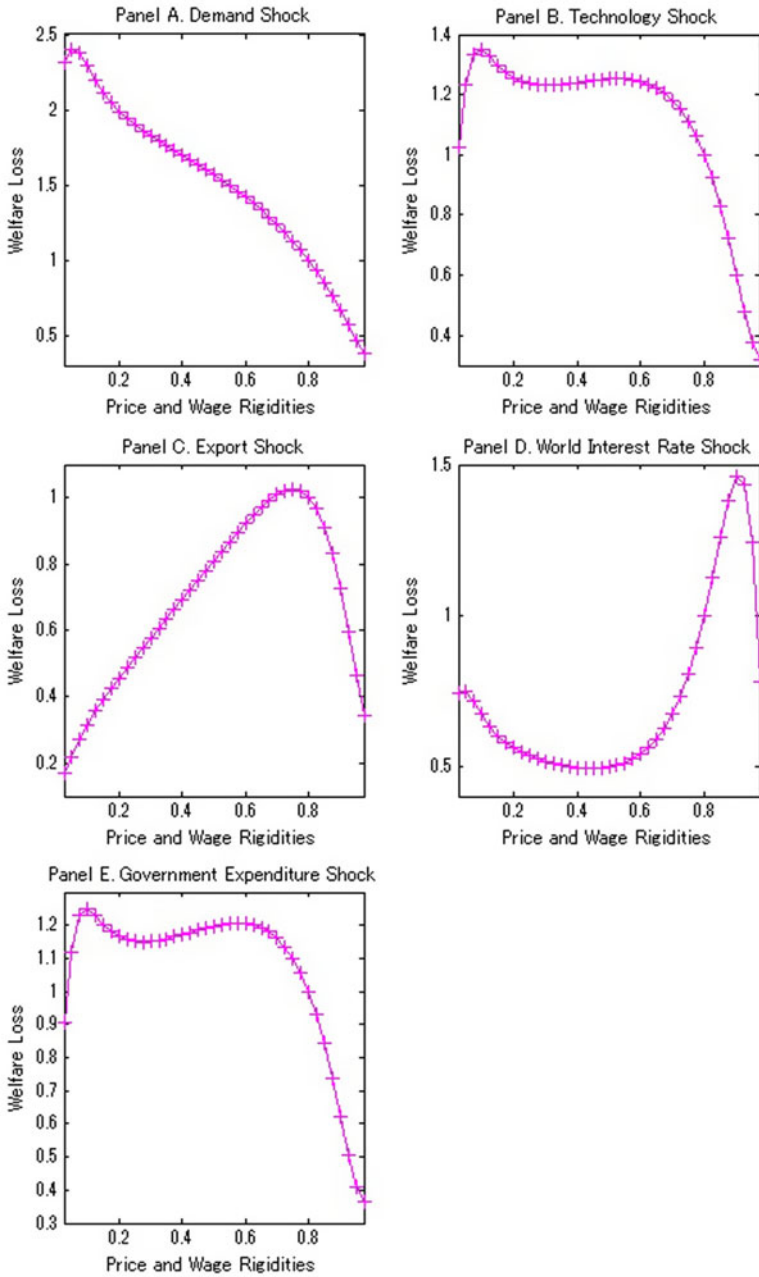 Panel A. Demand Shock
2.5
2
1.5
1
0.5
Welfare Loss
0.2 0.4 0.6 0.8
Price and Wage Rigidities
Panel B. Technology Shock
1.4
1.2
1
0.8
0.6
0.4
Welfare Loss
0.2 0.4 0.6 0.8
Price and Wage Rigidities
Panel C. Export Shock
1
0.8
0.6
0.4
0.2
Welfare Loss
0.2 0.4 0.6 0.8
Price and Wage Rigidities
Panel D. World Interest Rate Shock
1.5
1
0.5
Welfare Loss
0.2 0.4 0.6 0.8
Price and Wage Rigidities
Panel E. Government Expenditure Shock
1.2
1.1
1
0.9
0.8
0.7
0.6
0.5
0.4
0.3
Welfare Loss
0.2 0.4 0.6 0.8
Price and Wage Rigidities